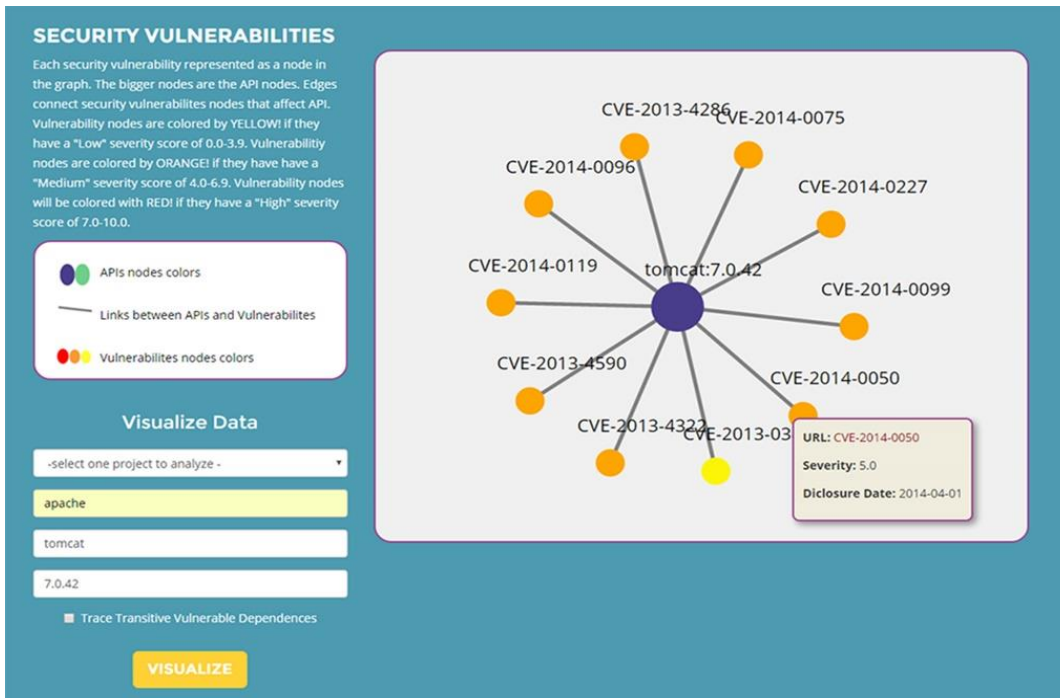 SECURITY VULNERABILITIES
Each security vulnerability represented as a node in
the graph. The bigger nodes are the API nodes. Edges
connect security vulnerabilites nodes that affect API.
Vulnerability nodes are colored by YELLOW! if they
have a "Low" severity score of 0.0-3.9. Vulnerabilitiy
nodes are colored by ORANGE! if they have have a
"Medium" severity score of 4.0-6.9. Vulnerability nodes
will be colored with RED! if they have a "High" severity
score of 7.0-10.0.
APIs nodes colors
Links between APIs and Vulnerabilites
Vulnerabilites nodes colors
Visualize Data
-select one project to analyze -
apache
tomcat
7.0.42
Trace Transitive Vulnerable Dependences
VISUALIZE
CVE-2013-4286
CVE-2014-0075
CVE-2014-0096
CVE-2014-0227
CVE-2014-0119
tomcat:7.0.42
CVE-2014-0099
CVE-2013-4590
CVE-2014-0050
CVE-2013-4322
CVE-2013-03
URL: CVE-2014-0050
Severity: 5.0
Diclosure Date: 2014-04-01